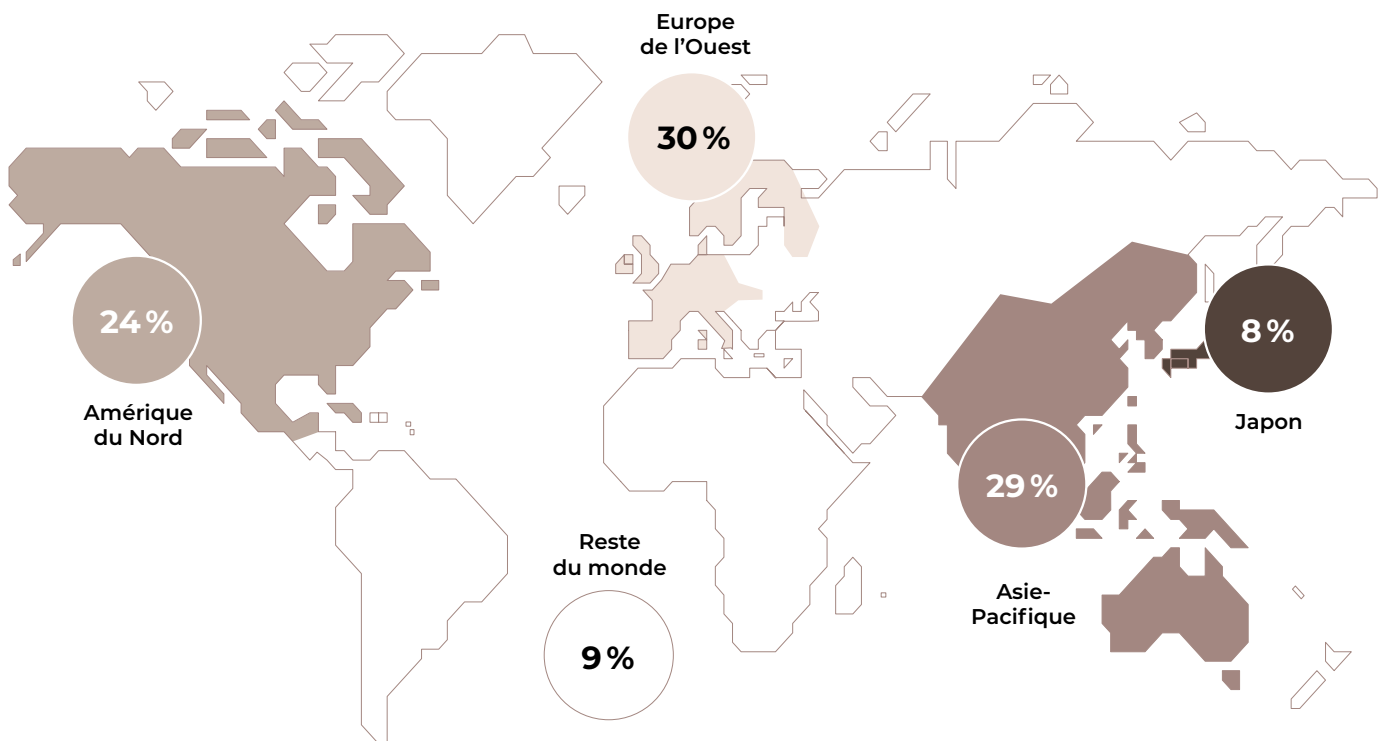 Europe
de l’Ouest
30 %
24 %
Amérique
du Nord
8 %
Japon
29 %
Asie-
Pacifique
Reste
du monde
9 %